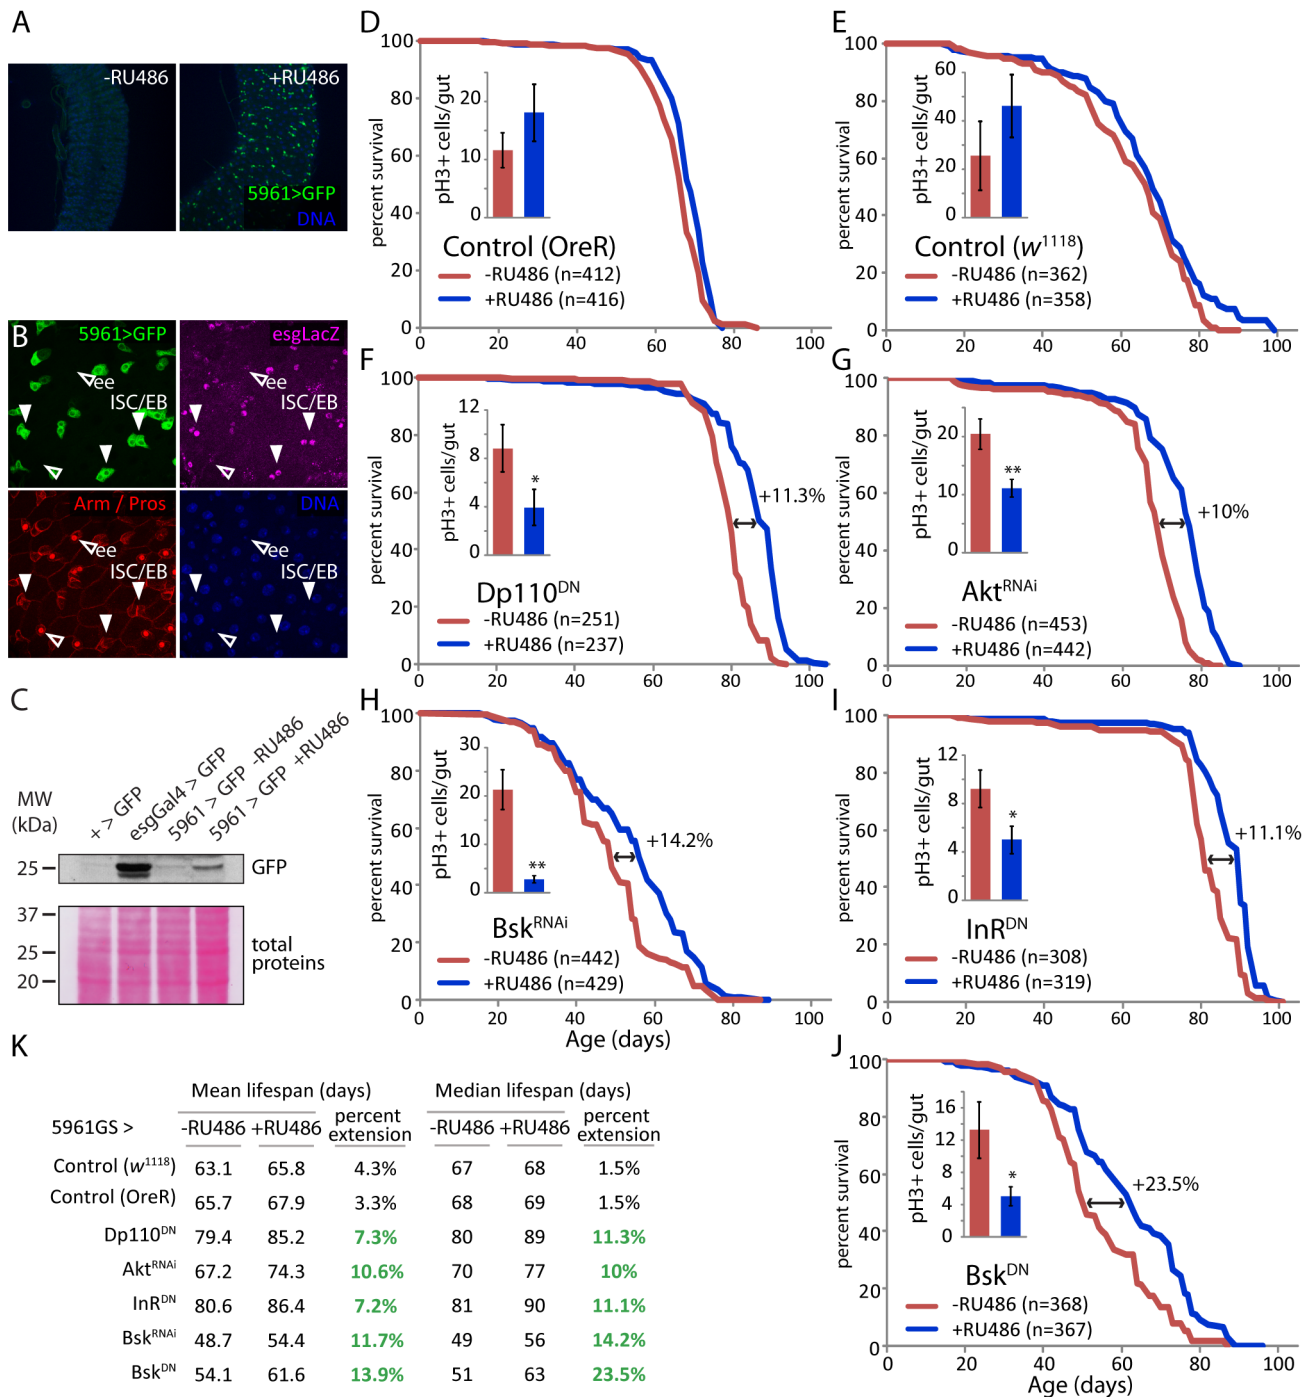 A
-RU486
+RU486
5961>GFP
DNA
B
5961>GFP
esgLacZ
ee
ISC/EB
ee
ISC/EB
Arm / Pros
DNA
ee
ISC/EB
ee
ISC/EB
C
MW
(kDa)
+ > GFP
esgGal4 > GFP
5961 > GFP -RU486
5961 > GFP +RU486
25
GFP
37
25
20
total
proteins
D
percent survival
100
80
60
40
20
0
0 20 40 60 80 100
pH3+ cells/gut
20
10
0
Control (OreR)
-RU486 (n=412)
+RU486 (n=416)
E
percent survival
100
80
60
40
20
0
0 20 40 60 80 100
pH3+ cells/gut
60
40
20
0
Control (w1118)
-RU486 (n=362)
+RU486 (n=358)
F
percent survival
100
80
60
40
20
0
0 20 40 60 80 100
pH3+ cells/gut
12
8
4
0
*
+11.3%
Dp110DN
-RU486 (n=251)
+RU486 (n=237)
G
percent survival
100
80
60
40
20
0
0 20 40 60 80 100
pH3+ cells/gut
20
10
0
**
+10%
AktRNAi
-RU486 (n=453)
+RU486 (n=442)
H
percent survival
100
80
60
40
20
0
0 20 40 60 80 100
Age (days)
pH3+ cells/gut
30
20
10
0
**
+14.2%
BskRNAi
-RU486 (n=442)
+RU486 (n=429)
I
percent survival
100
80
60
40
20
0
0 20 40 60 80 100
pH3+ cells/gut
12
8
4
0
*
+11.1%
InRDN
-RU486 (n=308)
+RU486 (n=319)
J
percent survival
100
80
60
40
20
0
0 20 40 60 80 100
Age (days)
pH3+ cells/gut
16
12
8
4
0
*
+23.5%
BskDN
-RU486 (n=368)
+RU486 (n=367)
K
Mean lifespan (days) Median lifespan (days)
5961GS > -RU486 +RU486 percent extension -RU486 +RU486 percent extension
Control (w1118) 63.1 65.8 4.3% 67 68 1.5%
Control (OreR) 65.7 67.9 3.3% 68 69 1.5%
Dp110DN 79.4 85.2 7.3% 80 89 11.3%
AktRNAi 67.2 74.3 10.6% 70 77 10%
InRDN 80.6 86.4 7.2% 81 90 11.1%
BskRNAi 48.7 54.4 11.7% 49 56 14.2%
BskDN 54.1 61.6 13.9% 51 63 23.5%